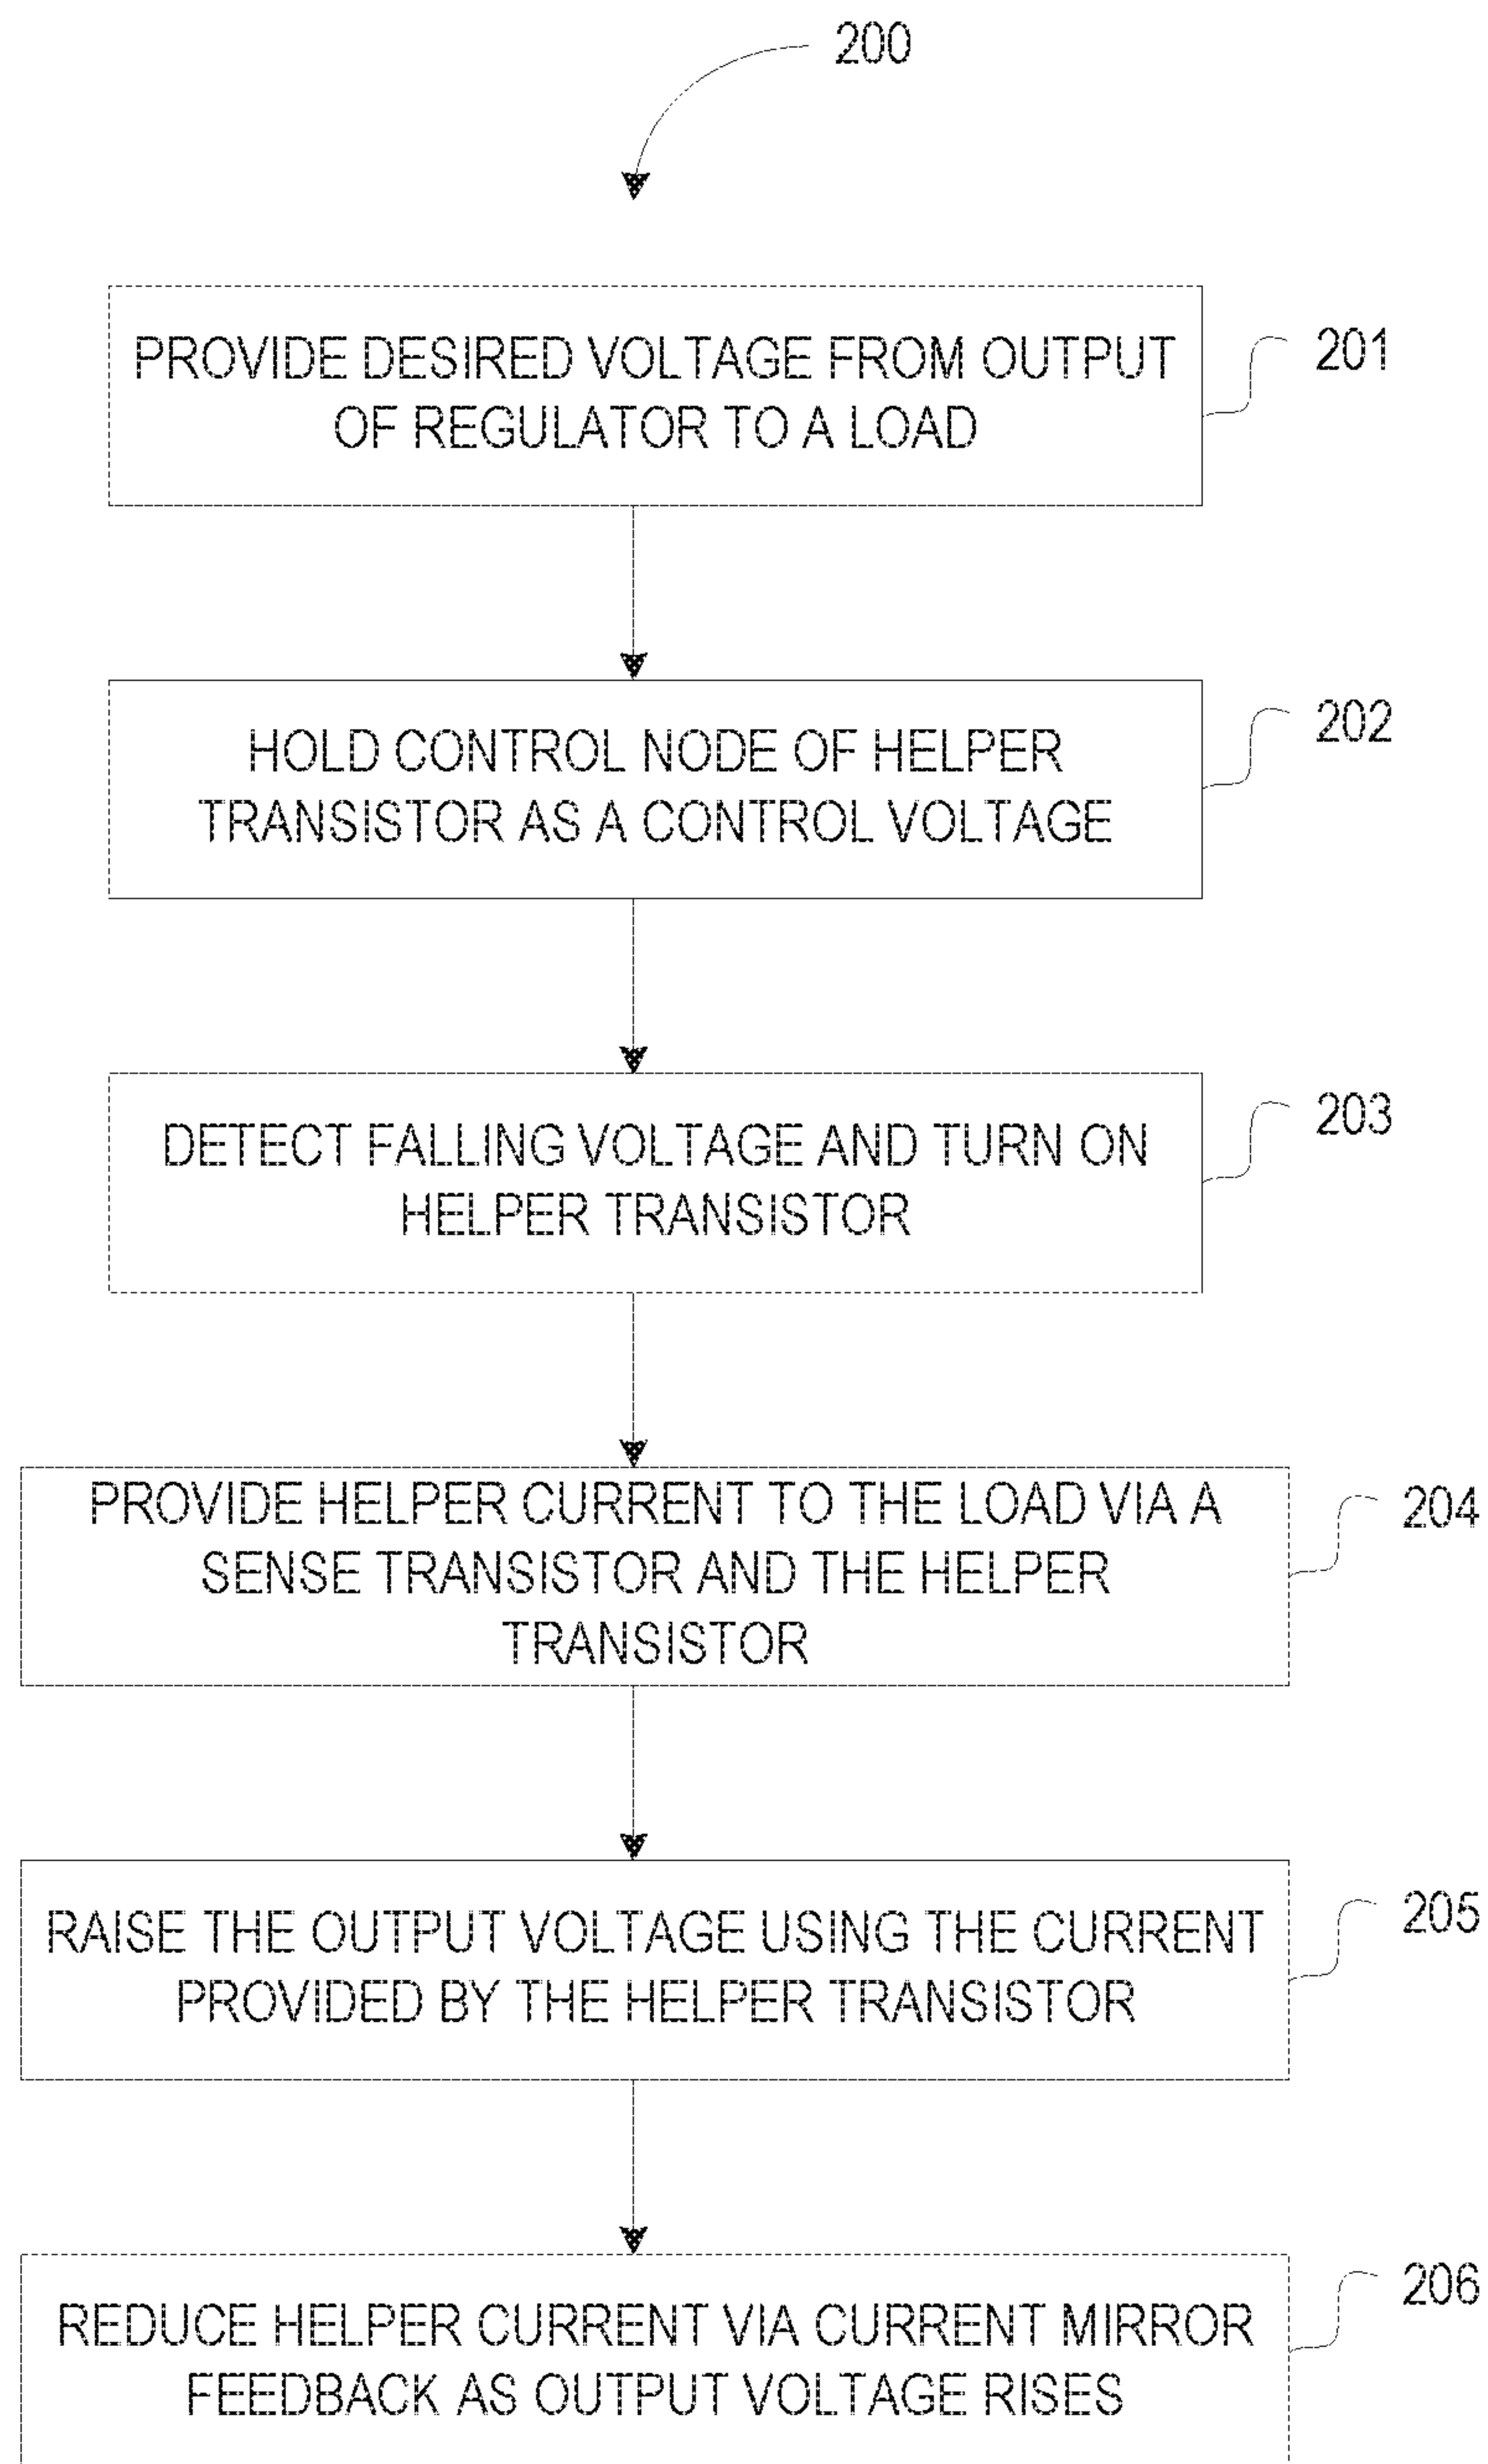 200
PROVIDE DESIRED VOLTAGE FROM OUTPUT
OF REGULATOR TO A LOAD
201
HOLD CONTROL NODE OF HELPER
TRANSISTOR AS A CONTROL VOLTAGE
202
DETECT FALLING VOLTAGE AND TURN ON
HELPER TRANSISTOR
203
PROVIDE HELPER CURRENT TO THE LOAD VIA A
SENSE TRANSISTOR AND THE HELPER
TRANSISTOR
204
RAISE THE OUTPUT VOLTAGE USING THE CURRENT
PROVIDED BY THE HELPER TRANSISTOR
205
REDUCE HELPER CURRENT VIA CURRENT MIRROR
FEEDBACK AS OUTPUT VOLTAGE RISES
206